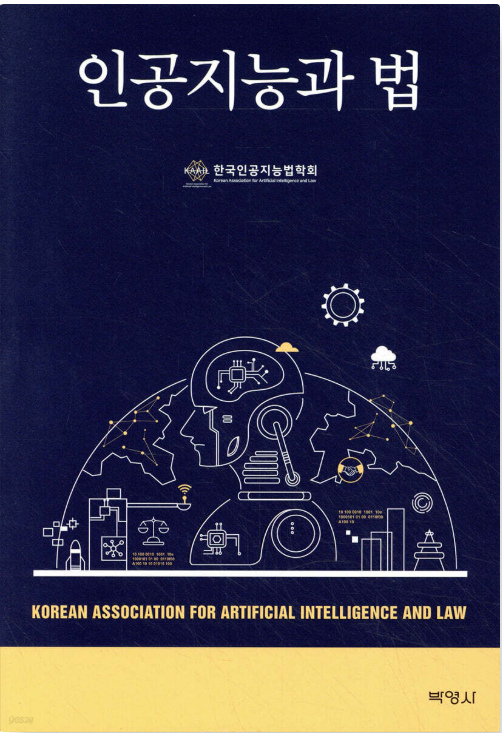 인공지능과 법
KAAIL 한국인공지능법학회
Korean Association for Artificial Intelligence and Law
KOREAN ASSOCIATION FOR ARTIFICIAL INTELLIGENCE AND LAW
박영사